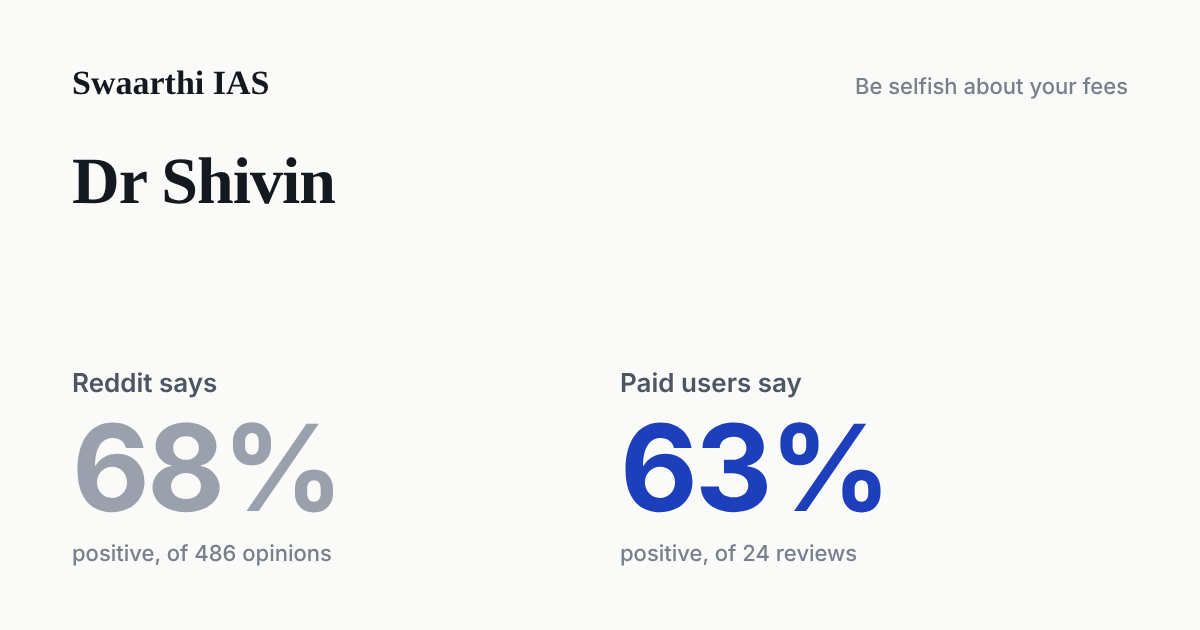 Swaarthi IAS
Be selfish about your fees
Dr Shivin
Reddit says
68%
positive, of 486 opinions
Paid users say
63%
positive, of 24 reviews